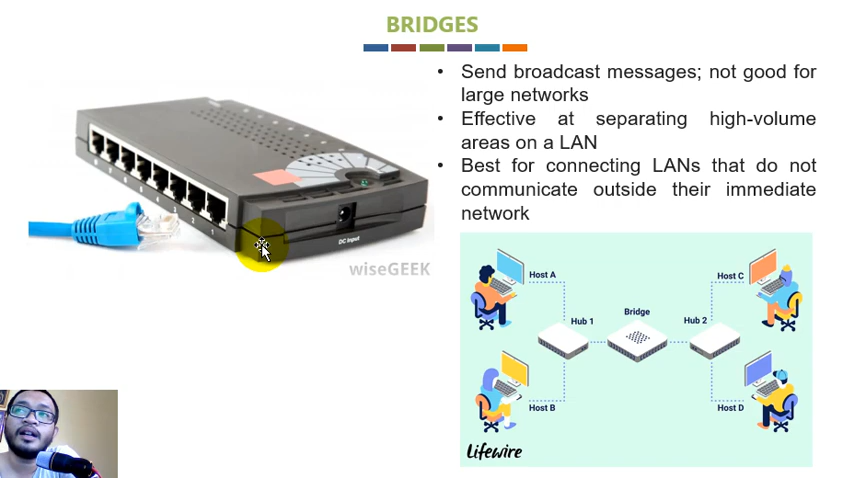 BRIDGES
• Send broadcast messages; not good for
large networks
• Effective at separating high-volume
areas on a LAN
• Best for connecting LANs that do not
communicate outside their immediate
network
DC Input
wiseGEEK
Host A
Host C
Hub 1
Bridge
Hub 2
Host B
Host D
Lifewire